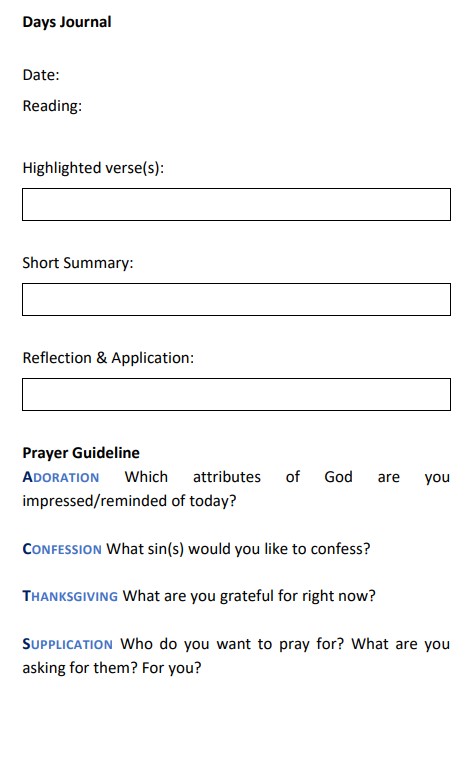 Days Journal
Date:
Reading:
Highlighted verse(s):
Short Summary:
Reflection & Application:
Prayer Guideline
ADORATION Which attributes of God are you
impressed/reminded of today?
CONFESSION What sin(s) would you like to confess?
THANKSGIVING What are you grateful for right now?
SUPPLICATION Who do you want to pray for? What are you
asking for them? For you?